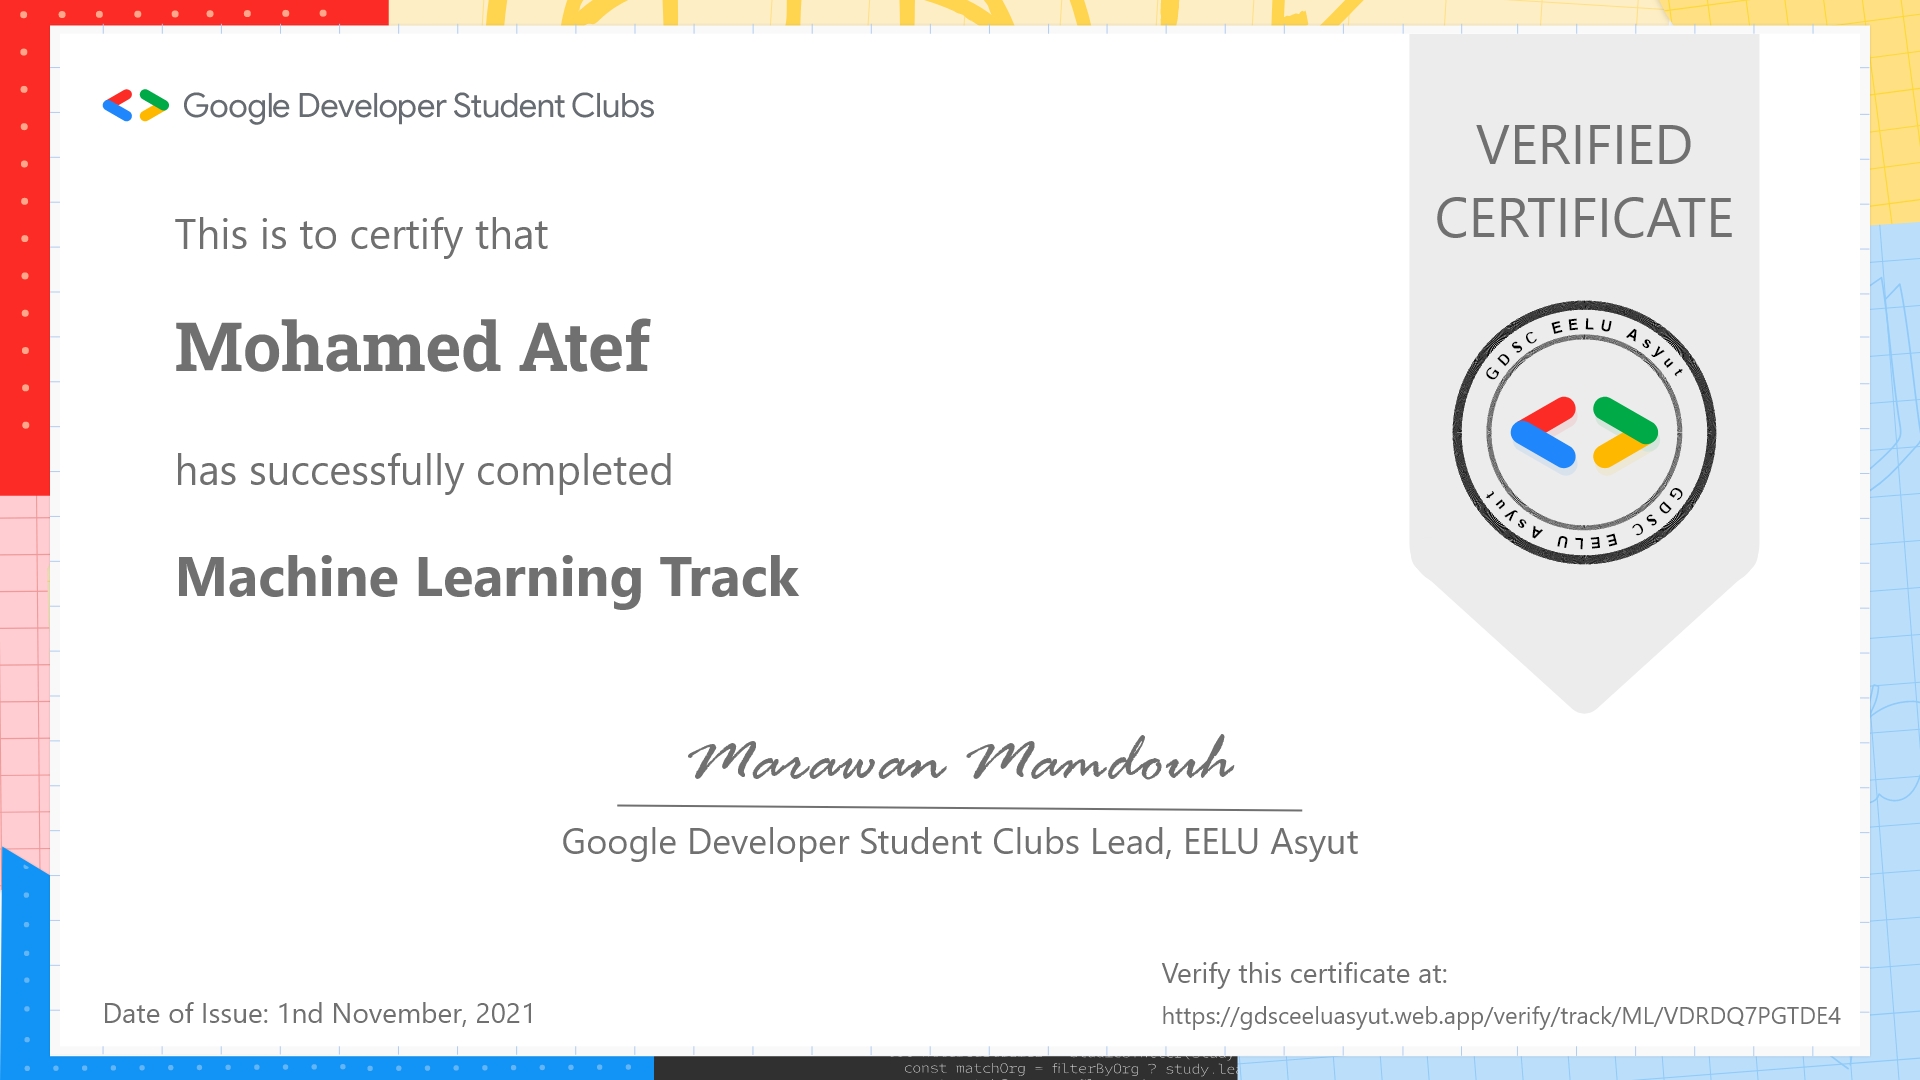 Google Developer Student Clubs
This is to certify that
Mohamed Atef
has successfully completed
Machine Learning Track
VERIFIED
CERTIFICATE
GDSC EELU Asyut
GDSC EELU Asyut
Marawan Mamdouh
Google Developer Student Clubs Lead, EELU Asyut
Date of Issue: 1nd November, 2021
Verify this certificate at:
https://gdsceeluasyut.web.app/verify/track/ML/VDRDQ7PGTDE4
const matchOrg = filterByOrg ? study.lea